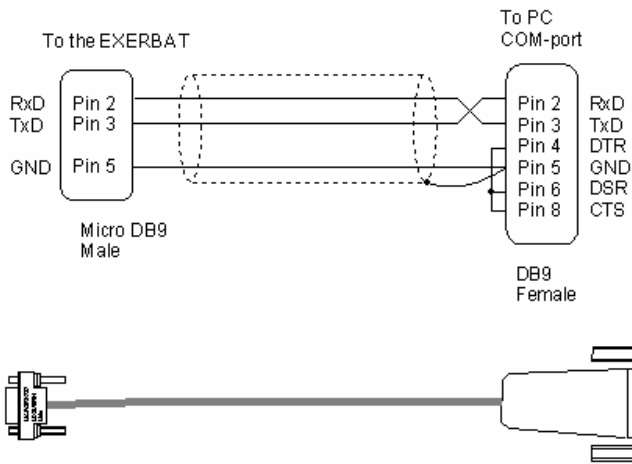 To the EXERBAT
To PC
COM-port
RxD Pin 2
TxD Pin 3
GND Pin 5
Pin 2 RxD
Pin 3 TxD
Pin 4 DTR
Pin 5 GND
Pin 6 DSR
Pin 8 CTS
Micro DB9
Male
DB9
Female